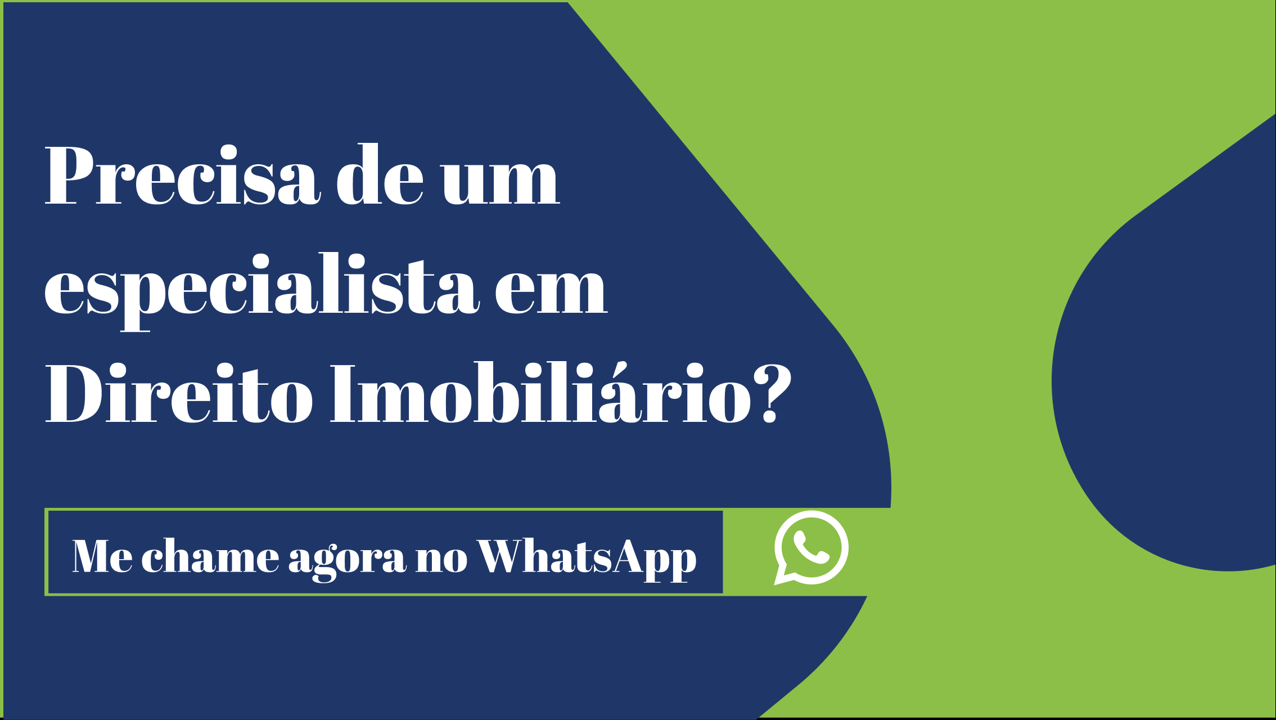 Precisa de um
especialista em
Direito Imobiliário?
Me chame agora no WhatsApp